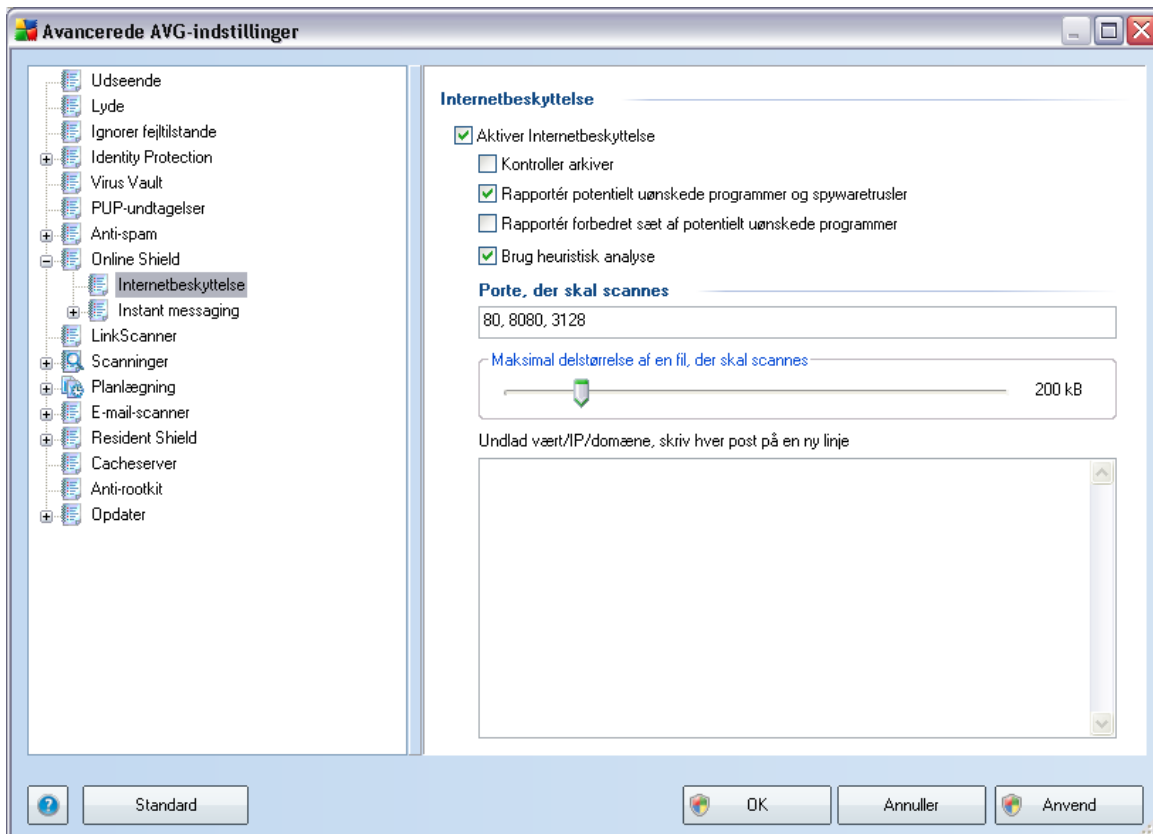 Avancerede AVG-indstillinger
Udseende
Lyde
Ignorer fejltilstande
Identity Protection
Virus Vault
PUP-undtagelser
Anti-spam
Online Shield
Internetbeskyttelse
Instant messaging
LinkScanner
Scanninger
Planlægning
E-mail-scanner
Resident Shield
Cacheserver
Anti-rootkit
Opdater
Internetbeskyttelse
Aktiver Internetbeskyttelse
Kontroller arkiver
Rapportér potentielt uønskede programmer og spywaretrusler
Rapportér forbedret sæt af potentielt uønskede programmer
Brug heuristisk analyse
Porte, der skal scannes
80, 8080, 3128
Maksimal delstørrelse af en fil, der skal scannes
200 kB
Undlad vært/IP/domæne, skriv hver post på en ny linje
Standard
OK
Annuller
Anvend